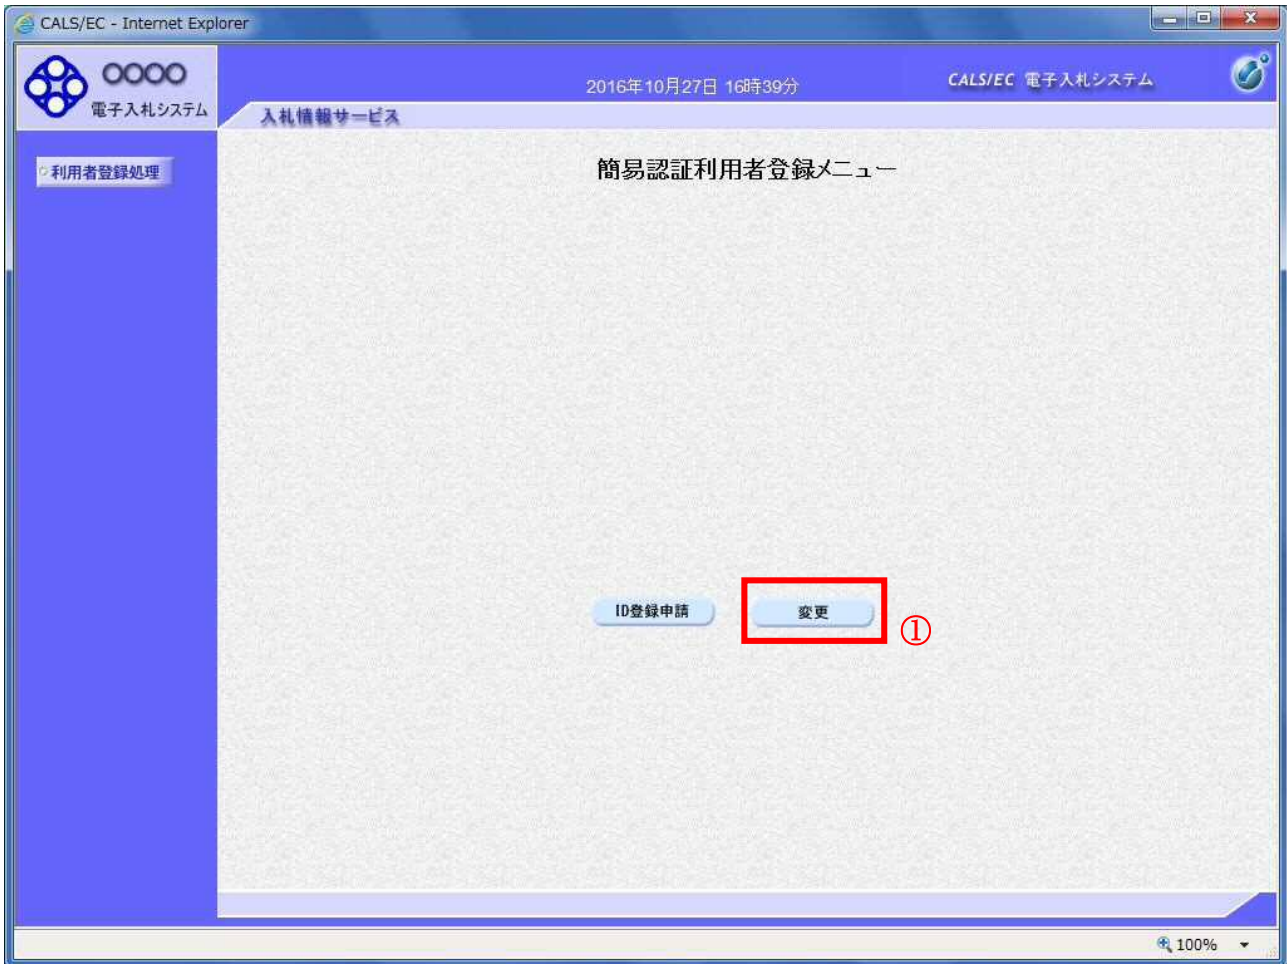 CALS/EC - Internet Explorer
〇〇〇〇
電子入札システム
2016年10月27日 16時39分
CALS/EC 電子入札システム
入札情報サービス
利用者登録処理
簡易認証利用者登録メニュー
ID登録申請
変更
①
100%